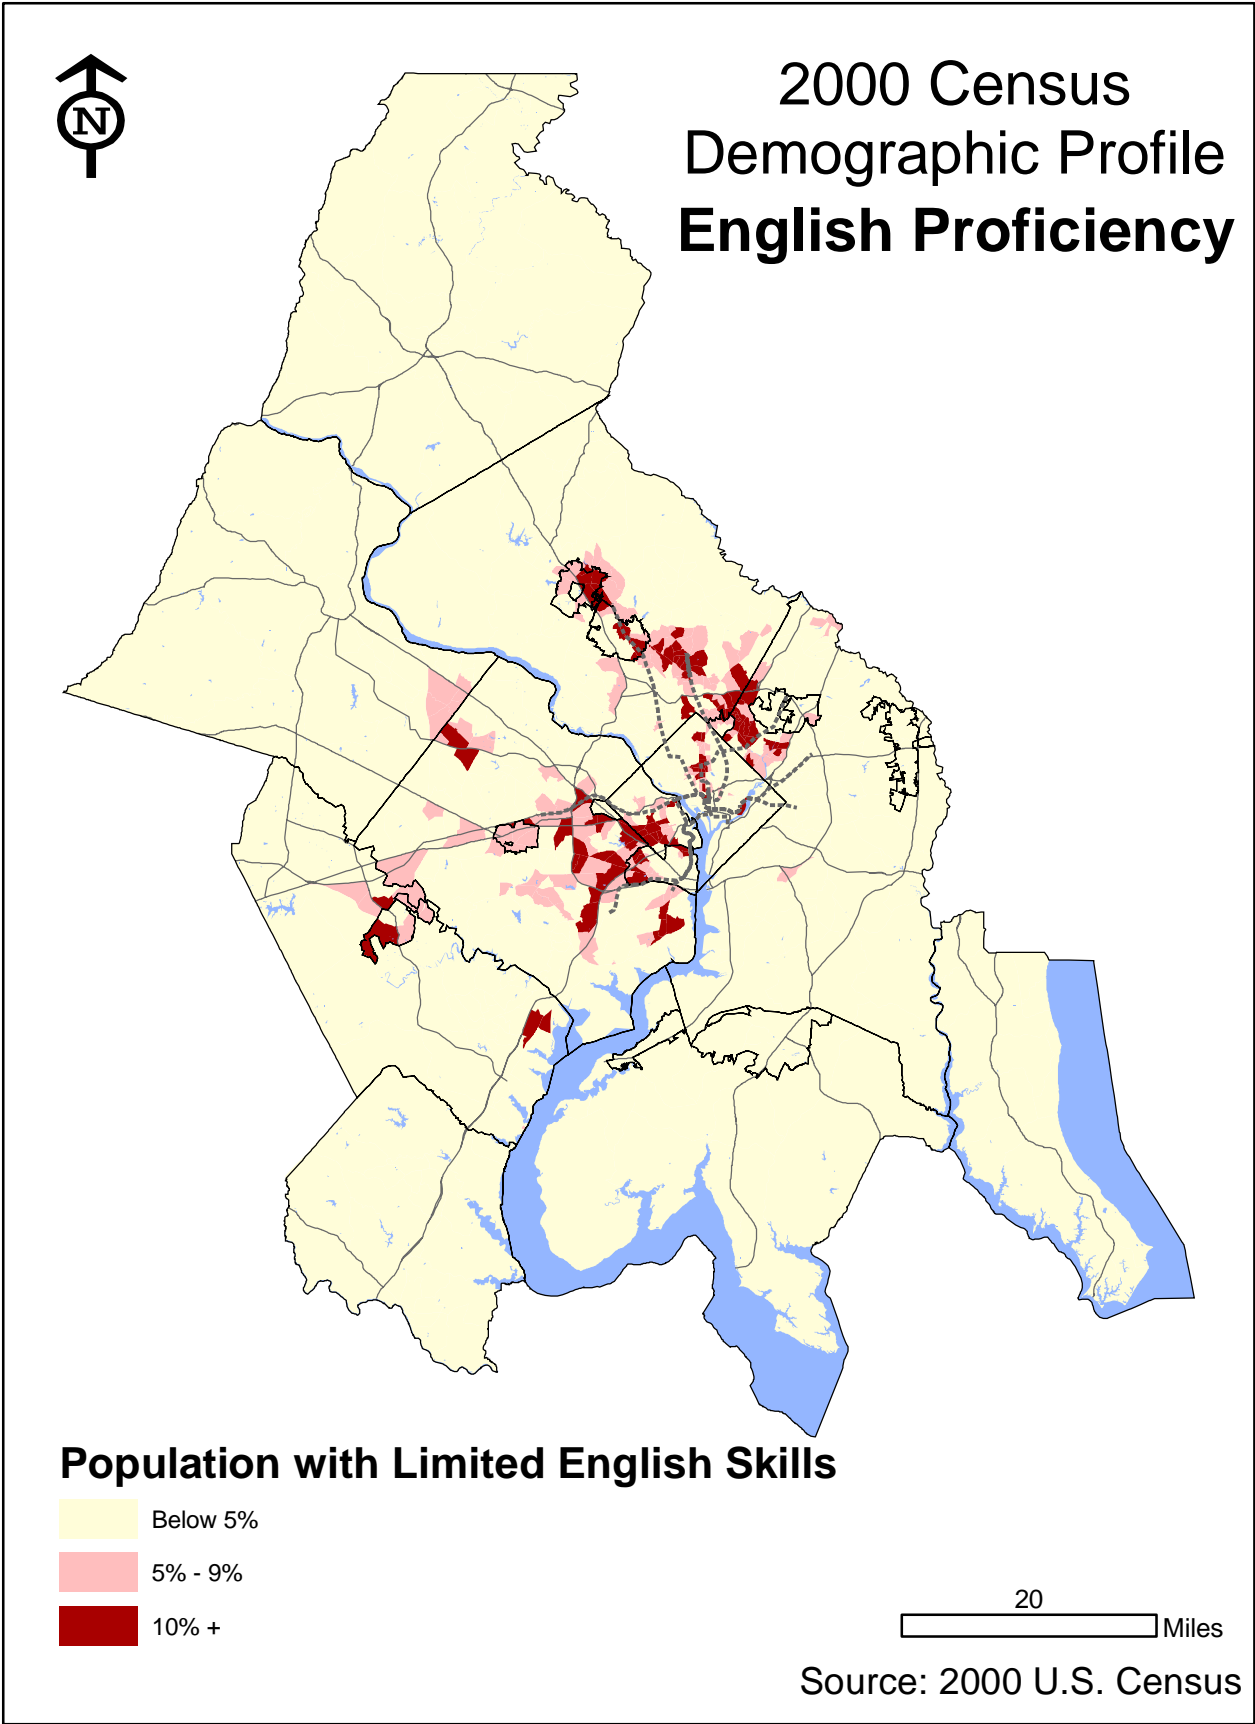 N
2000 Census
Demographic Profile
English Proficiency
Population with Limited English Skills
Below 5%
5% - 9%
10% +
20
Miles
Source: 2000 U.S. Census